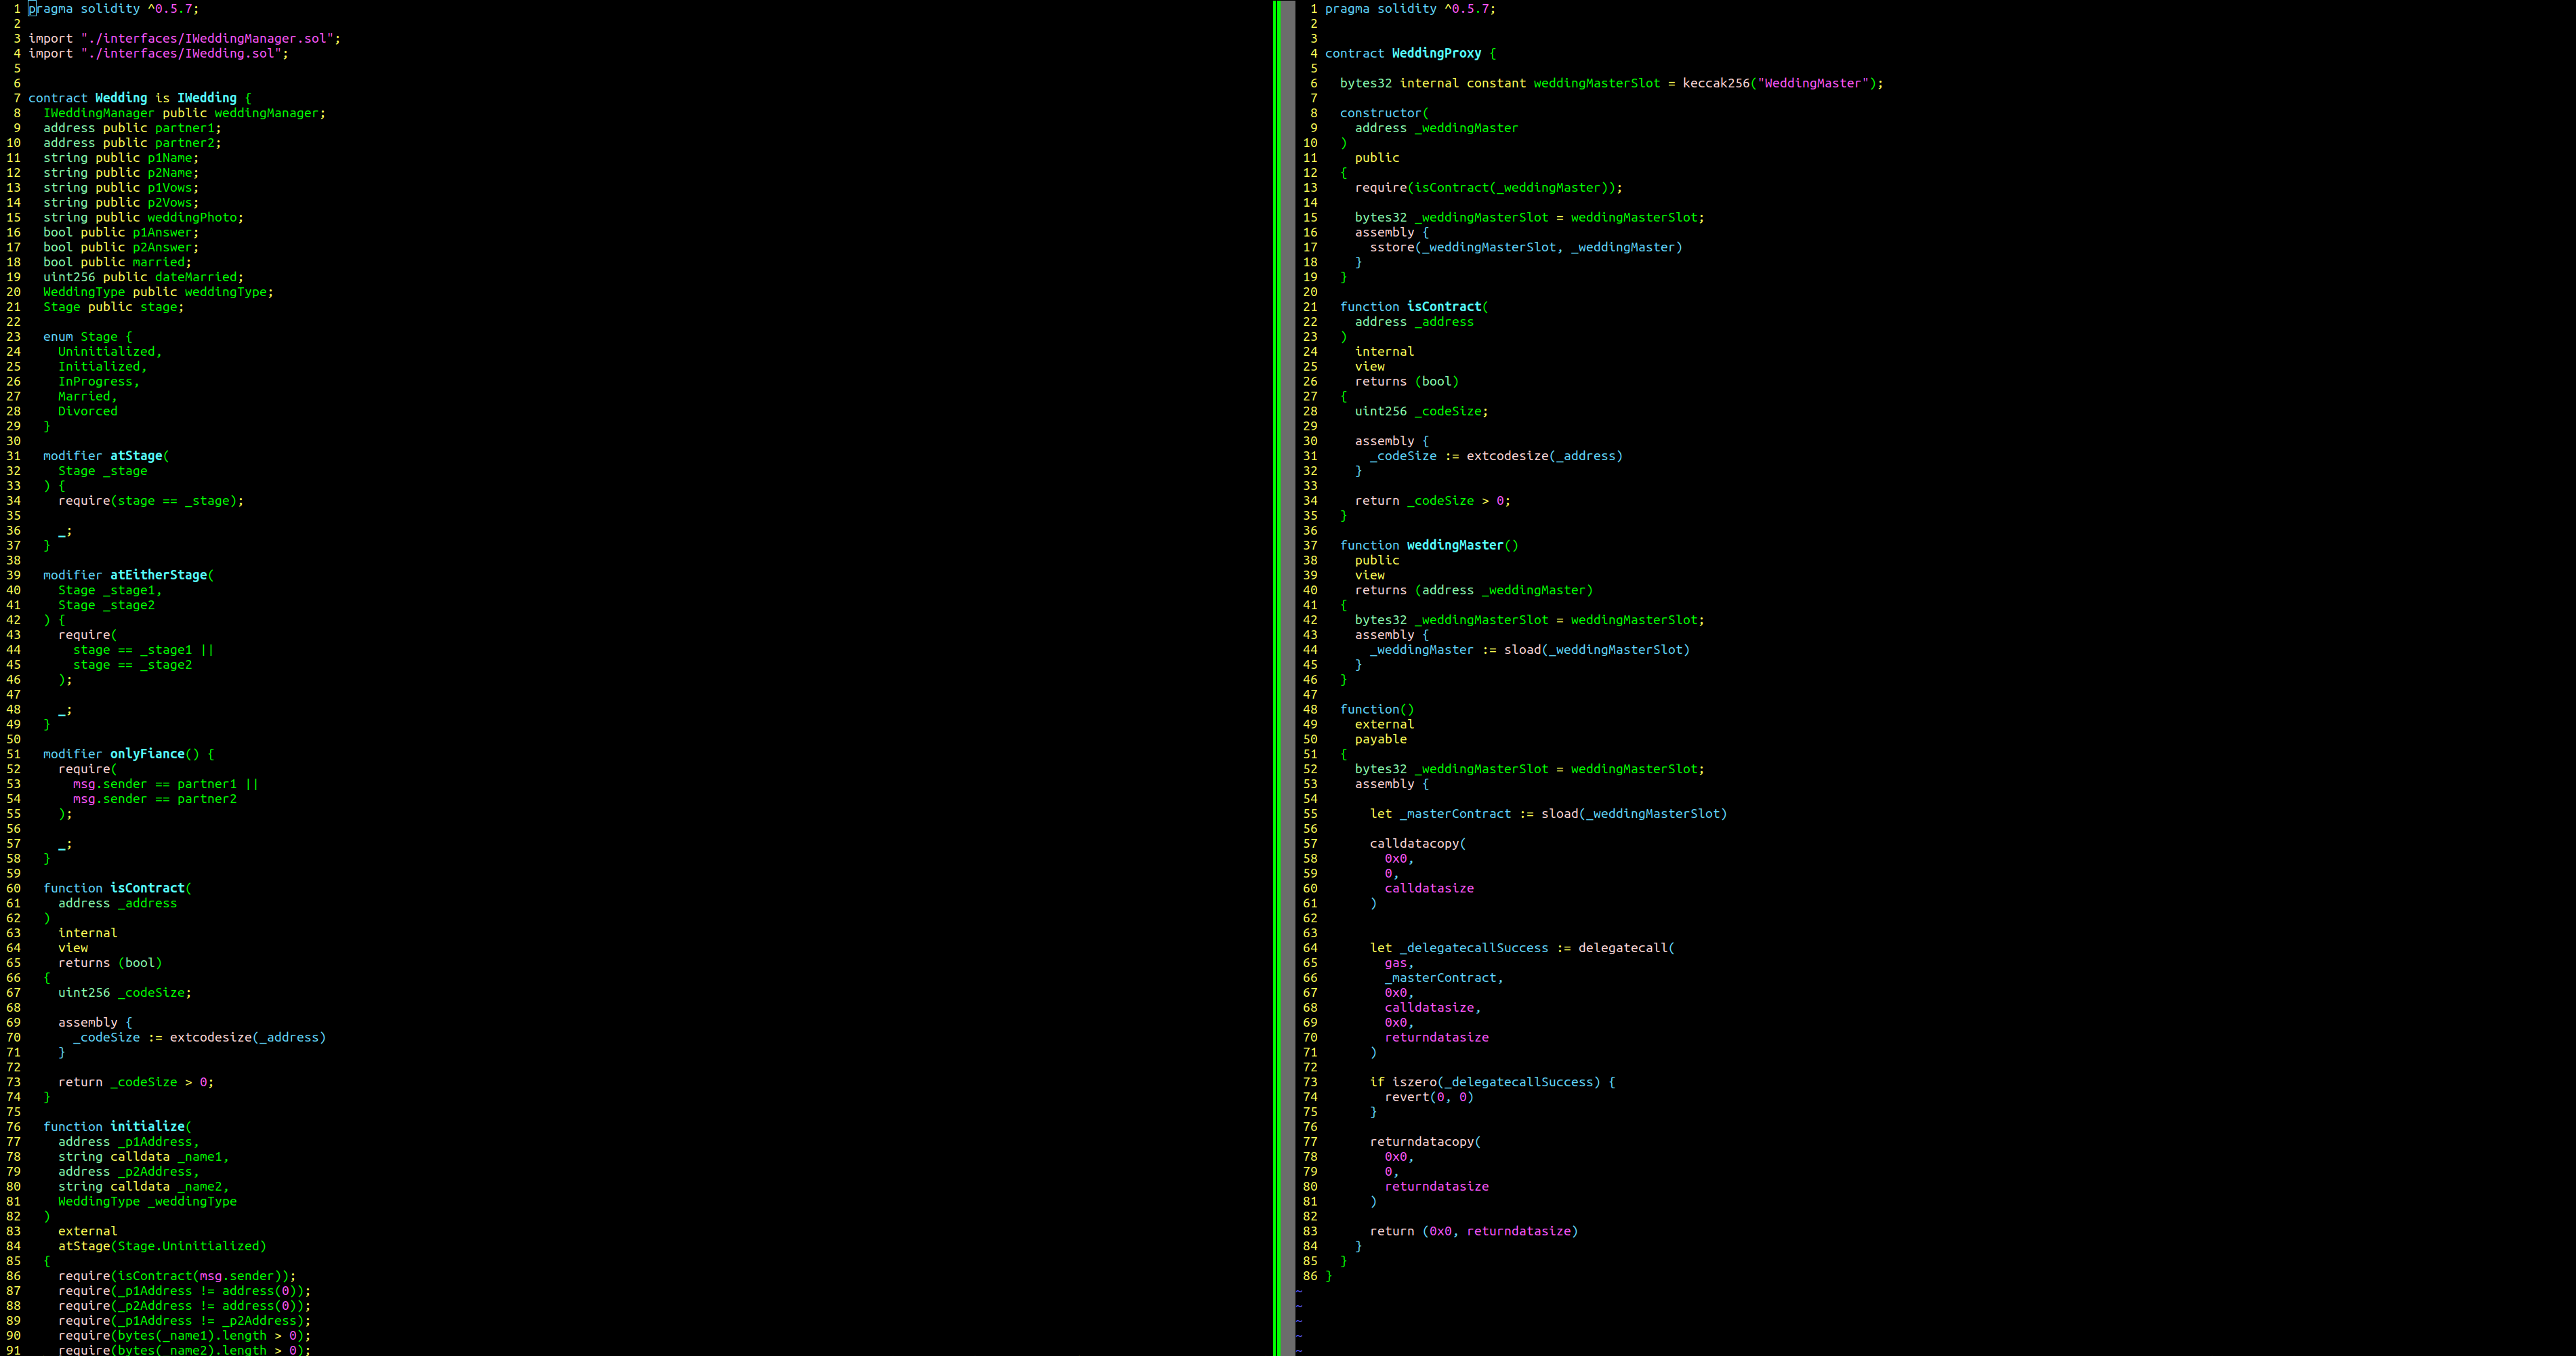 1 pragma solidity ^0.5.7;
2
3 import "./interfaces/IWeddingManager.sol";
4 import "./interfaces/IWedding.sol";
5
6
7 contract Wedding is IWedding {
8   IWeddingManager public weddingManager;
9   address public partner1;
10   address public partner2;
11   string public p1Name;
12   string public p2Name;
13   string public p1Vows;
14   string public p2Vows;
15   string public weddingPhoto;
16   bool public p1Answer;
17   bool public p2Answer;
18   bool public married;
19   uint256 public dateMarried;
20   WeddingType public weddingType;
21   Stage public stage;
22
23   enum Stage {
24     Uninitialized,
25     Initialized,
26     InProgress,
27     Married,
28     Divorced
29   }
30
31   modifier atStage(
32     Stage _stage
33   ) {
34     require(stage == _stage);
35
36     _;
37   }
38
39   modifier atEitherStage(
40     Stage _stage1,
41     Stage _stage2
42   ) {
43     require(
44       stage == _stage1 ||
45       stage == _stage2
46     );
47
48     _;
49   }
50
51   modifier onlyFiance() {
52     require(
53       msg.sender == partner1 ||
54       msg.sender == partner2
55     );
56
57     _;
58   }
59
60   function isContract(
61     address _address
62   )
63     internal
64     view
65     returns (bool)
66   {
67     uint256 _codeSize;
68
69     assembly {
70       _codeSize := extcodesize(_address)
71     }
72
73     return _codeSize > 0;
74   }
75
76   function initialize(
77     address _p1Address,
78     string calldata _name1,
79     address _p2Address,
80     string calldata _name2,
81     WeddingType _weddingType
82   )
83     external
84     atStage(Stage.Uninitialized)
85   {
86     require(isContract(msg.sender));
87     require(_p1Address != address(0));
88     require(_p2Address != address(0));
89     require(_p1Address != _p2Address);
90     require(bytes(_name1).length > 0);
91     require(bytes(_name2).length > 0);
1 pragma solidity ^0.5.7;
2
3
4 contract WeddingProxy {
5
6   bytes32 internal constant weddingMasterSlot = keccak256("WeddingMaster");
7
8   constructor(
9     address _weddingMaster
10   )
11     public
12   {
13     require(isContract(_weddingMaster));
14
15     bytes32 _weddingMasterSlot = weddingMasterSlot;
16     assembly {
17       sstore(_weddingMasterSlot, _weddingMaster)
18     }
19   }
20
21   function isContract(
22     address _address
23   )
24     internal
25     view
26     returns (bool)
27   {
28     uint256 _codeSize;
29
30     assembly {
31       _codeSize := extcodesize(_address)
32     }
33
34     return _codeSize > 0;
35   }
36
37   function weddingMaster()
38     public
39     view
40     returns (address _weddingMaster)
41   {
42     bytes32 _weddingMasterSlot = weddingMasterSlot;
43     assembly {
44       _weddingMaster := sload(_weddingMasterSlot)
45     }
46   }
47
48   function()
49     external
50     payable
51   {
52     bytes32 _weddingMasterSlot = weddingMasterSlot;
53     assembly {
54
55       let _masterContract := sload(_weddingMasterSlot)
56
57       calldatacopy(
58         0x0,
59         0,
60         calldatasize
61       )
62
63
64       let _delegatecallSuccess := delegatecall(
65         gas,
66         _masterContract,
67         0x0,
68         calldatasize,
69         0x0,
70         returndatasize
71       )
72
73       if iszero(_delegatecallSuccess) {
74         revert(0, 0)
75       }
76
77       returndatacopy(
78         0x0,
79         0,
80         returndatasize
81       )
82
83       return (0x0, returndatasize)
84     }
85   }
86 }
~
~
~
~
~